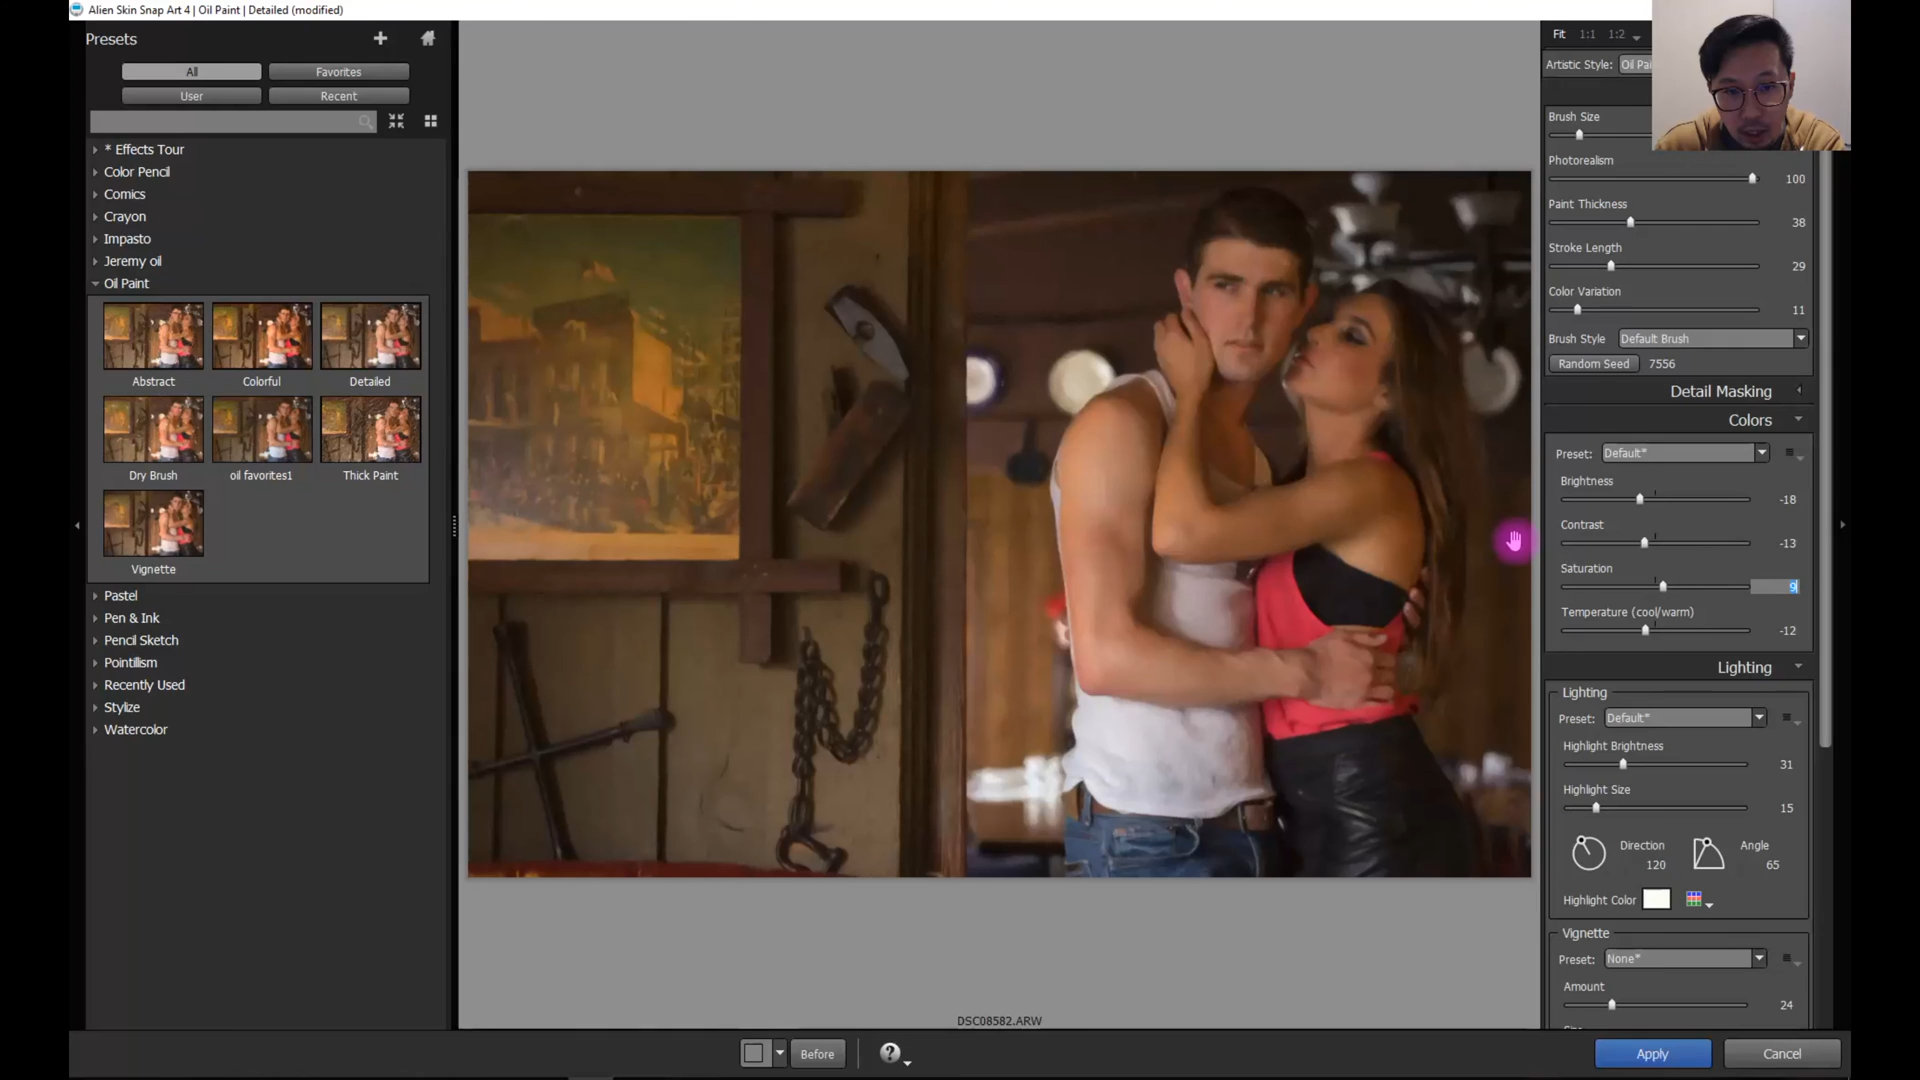 Alien Skin Snap Art 4 | Oil Paint | Detailed (modified)
Presets
All
Favorites
User
Recent
* Effects Tour
Color Pencil
Comics
Crayon
Impasto
Jeremy oil
Oil Paint
Abstract
Colorful
Detailed
Dry Brush
oil favorites1
Thick Paint
Vignette
Pastel
Pen & Ink
Pencil Sketch
Pointillism
Recently Used
Stylize
Watercolor
DSC08582.ARW
Before
?
Fit 1:1 1:2
Artistic Style:
Brush Size
Photorealism
100
Paint Thickness
38
Stroke Length
29
Color Variation
11
Brush Style Default Brush
Random Seed 7556
Detail Masking
Colors
Preset: Default*
Brightness
-18
Contrast
-13
Saturation
9
Temperature (cool/warm)
-12
Lighting
Lighting
Preset: Default*
Highlight Brightness
31
Highlight Size
15
Direction
120
Angle
65
Highlight Color
Vignette
Preset: None*
Amount
24
Apply
Cancel